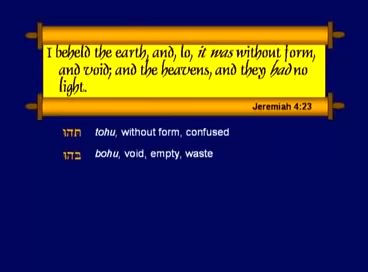 I beheld the earth, and, lo, it was without form,
and void; and the heavens, and they had no
light.
Jeremiah 4:23
תהו tohu, without form, confused
בהו bohu, void, empty, waste